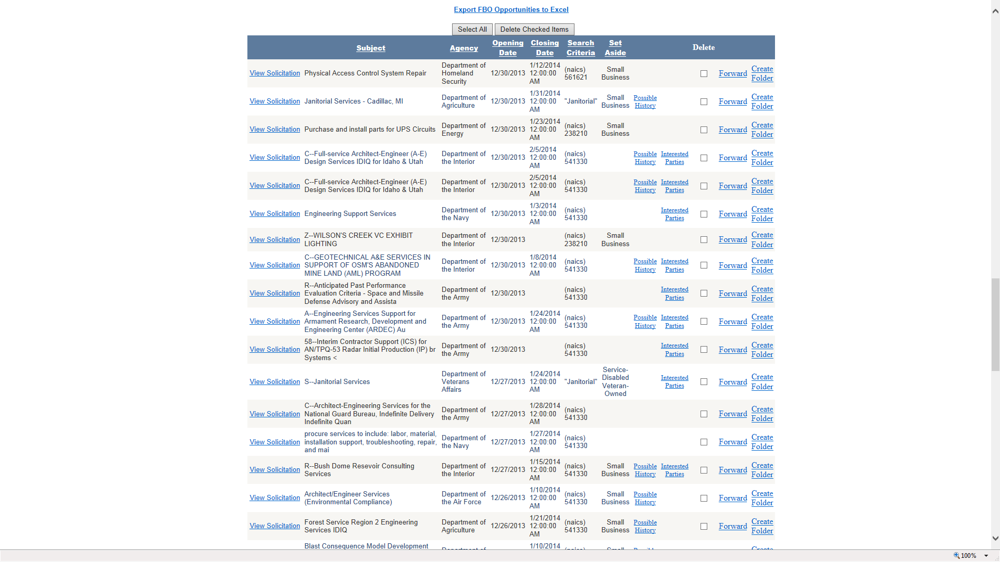 Export FBO Opportunities to Excel
Select All Delete Checked Items
Subject Agency Opening Date Closing Date Search Criteria Set Aside Delete
View Solicitation Physical Access Control System Repair Department of Homeland Security 12/30/2013 1/12/2014 12:00:00 AM (naics) 561621 Small Business Forward Create Folder
View Solicitation Janitorial Services - Cadillac, MI Department of Agriculture 12/30/2013 1/31/2014 12:00:00 AM "Janitorial" Small Business Possible History Forward Create Folder
View Solicitation Purchase and install parts for UPS Circuits Department of Energy 12/30/2013 1/23/2014 12:00:00 AM (naics) 238210 Small Business Forward Create Folder
View Solicitation C--Full-service Architect-Engineer (A-E) Design Services IDIQ for Idaho & Utah Department of the Interior 12/30/2013 2/5/2014 12:00:00 AM (naics) 541330 Possible History Interested Parties Forward Create Folder
View Solicitation C--Full-service Architect-Engineer (A-E) Design Services IDIQ for Idaho & Utah Department of the Interior 12/30/2013 2/5/2014 12:00:00 AM (naics) 541330 Possible History Interested Parties Forward Create Folder
View Solicitation Engineering Support Services Department of the Navy 12/30/2013 1/3/2014 12:00:00 AM (naics) 541330 Interested Parties Forward Create Folder
View Solicitation Z--WILSON'S CREEK VC EXHIBIT LIGHTING Department of the Interior 12/30/2013 (naics) 238210 Small Business Forward Create Folder
View Solicitation C--GEOTECHNICAL A&E SERVICES IN SUPPORT OF OSM'S ABANDONED MINE LAND (AML) PROGRAM Department of the Interior 12/30/2013 1/8/2014 12:00:00 AM (naics) 541330 Possible History Interested Parties Forward Create Folder
View Solicitation R--Anticipated Past Performance Evaluation Criteria - Space and Missile Defense Advisory and Assista Department of the Army 12/30/2013 (naics) 541330 Interested Parties Forward Create Folder
View Solicitation A--Engineering Services Support for Armament Research, Development and Engineering Center (ARDEC) Au Department of the Army 12/30/2013 1/24/2014 12:00:00 AM (naics) 541330 Possible History Interested Parties Forward Create Folder
View Solicitation 58--Interim Contractor Support (ICS) for AN/TPQ-53 Radar Initial Production (IP) br Systems < Department of the Army 12/30/2013 (naics) 541330 Interested Parties Forward Create Folder
View Solicitation S--Janitorial Services Department of Veterans Affairs 12/27/2013 1/24/2014 12:00:00 AM "Janitorial" Service-Disabled Veteran-Owned Interested Parties Forward Create Folder
View Solicitation C--Architect-Engineering Services for the National Guard Bureau, Indefinite Delivery Indefinite Quan Department of the Army 12/27/2013 1/28/2014 12:00:00 AM (naics) 541330 Forward Create Folder
View Solicitation procure services to include: labor, material, installation support, troubleshooting, repair, and mai Department of the Navy 12/27/2013 1/27/2014 12:00:00 AM (naics) 541330 Forward Create Folder
View Solicitation R--Bush Dome Resevoir Consulting Services Department of the Interior 12/27/2013 1/15/2014 12:00:00 AM (naics) 541330 Small Business Possible History Interested Parties Forward Create Folder
View Solicitation Architect/Engineer Services (Environmental Compliance) Department of the Air Force 12/26/2013 1/10/2014 12:00:00 AM (naics) 541330 Small Business Possible History Forward Create Folder
View Solicitation Forest Service Region 2 Engineering Services IDIQ Department of Agriculture 12/26/2013 1/21/2014 12:00:00 AM (naics) 541330 Small Business Possible History Forward Create Folder
Blast Consequence Model Development 1/10/2014
100%